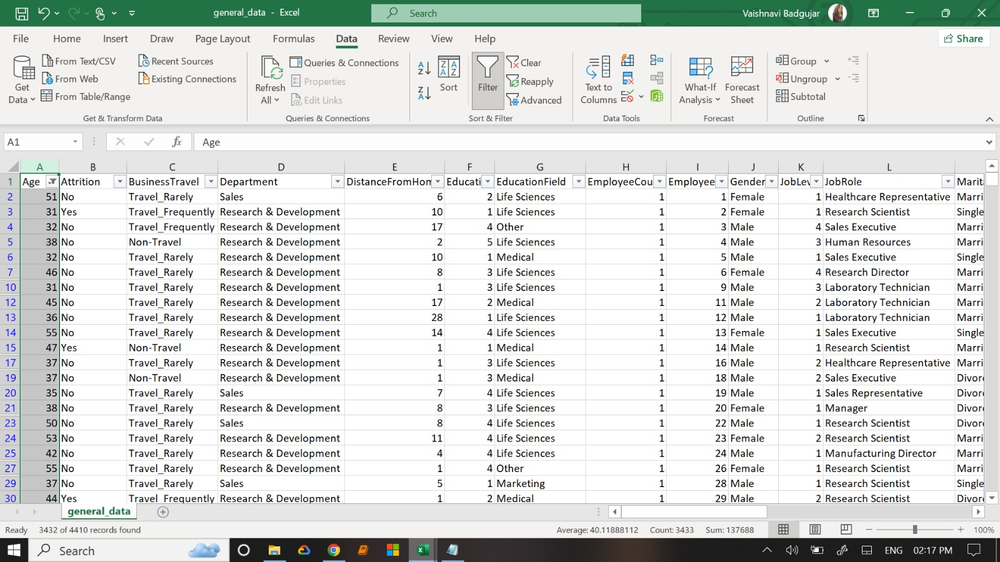 general_data - Excel
Search
Vaishnavi Badgujar
File Home Insert Draw Page Layout Formulas Data Review View Help
Share
Get Data
From Text/CSV
From Web
From Table/Range
Recent Sources
Existing Connections
Get & Transform Data
Refresh All
Queries & Connections
Properties
Edit Links
Queries & Connections
Sort
Filter
Clear
Reapply
Advanced
Sort & Filter
Text to Columns
Data Tools
What-If Analysis
Forecast Sheet
Forecast
Group
Ungroup
Subtotal
Outline
A1 fx Age
A B C D E F G H I J K L
1 Age Attrition BusinessTravel Department DistanceFromHom Educati EducationField EmployeeCou Employee Gender JobLev JobRole Marit
2 51 No Travel_Rarely Sales 6 2 Life Sciences 1 1 Female 1 Healthcare Representative Marri
3 31 Yes Travel_Frequently Research & Development 10 1 Life Sciences 1 2 Female 1 Research Scientist Single
4 32 No Travel_Frequently Research & Development 17 4 Other 1 3 Male 4 Sales Executive Marri
5 38 No Non-Travel Research & Development 2 5 Life Sciences 1 4 Male 3 Human Resources Marri
6 32 No Travel_Rarely Research & Development 10 1 Medical 1 5 Male 1 Sales Executive Single
7 46 No Travel_Rarely Research & Development 8 3 Life Sciences 1 6 Female 4 Research Director Marri
10 31 No Travel_Rarely Research & Development 1 3 Life Sciences 1 9 Male 3 Laboratory Technician Marri
12 45 No Travel_Rarely Research & Development 17 2 Medical 1 11 Male 2 Laboratory Technician Marri
13 36 No Travel_Rarely Research & Development 28 1 Life Sciences 1 12 Male 1 Laboratory Technician Marri
14 55 No Travel_Rarely Research & Development 14 4 Life Sciences 1 13 Female 1 Sales Executive Single
15 47 Yes Non-Travel Research & Development 1 1 Medical 1 14 Male 1 Research Scientist Marri
17 37 No Travel_Rarely Research & Development 1 3 Life Sciences 1 16 Male 2 Healthcare Representative Marri
19 37 No Non-Travel Research & Development 1 3 Medical 1 18 Male 2 Sales Executive Divor
20 35 No Travel_Rarely Sales 7 4 Life Sciences 1 19 Male 1 Sales Representative Divor
21 38 No Travel_Rarely Research & Development 8 3 Life Sciences 1 20 Female 1 Manager Divor
23 50 No Travel_Rarely Sales 8 4 Life Sciences 1 22 Male 1 Research Scientist Divor
24 53 No Travel_Rarely Research & Development 11 4 Life Sciences 1 23 Female 2 Research Scientist Marri
25 42 No Travel_Rarely Research & Development 4 4 Life Sciences 1 24 Male 1 Manufacturing Director Marri
27 55 No Travel_Rarely Research & Development 1 4 Other 1 26 Female 1 Research Scientist Marri
29 37 No Travel_Rarely Sales 5 1 Marketing 1 28 Male 1 Research Scientist Single
30 44 Yes Travel_Frequently Research & Development 1 2 Medical 1 29 Male 2 Research Scientist Divor
general_data
Ready 3432 of 4410 records found Average: 40.11888112 Count: 3433 Sum: 137688 100%
Search ENG 02:17 PM